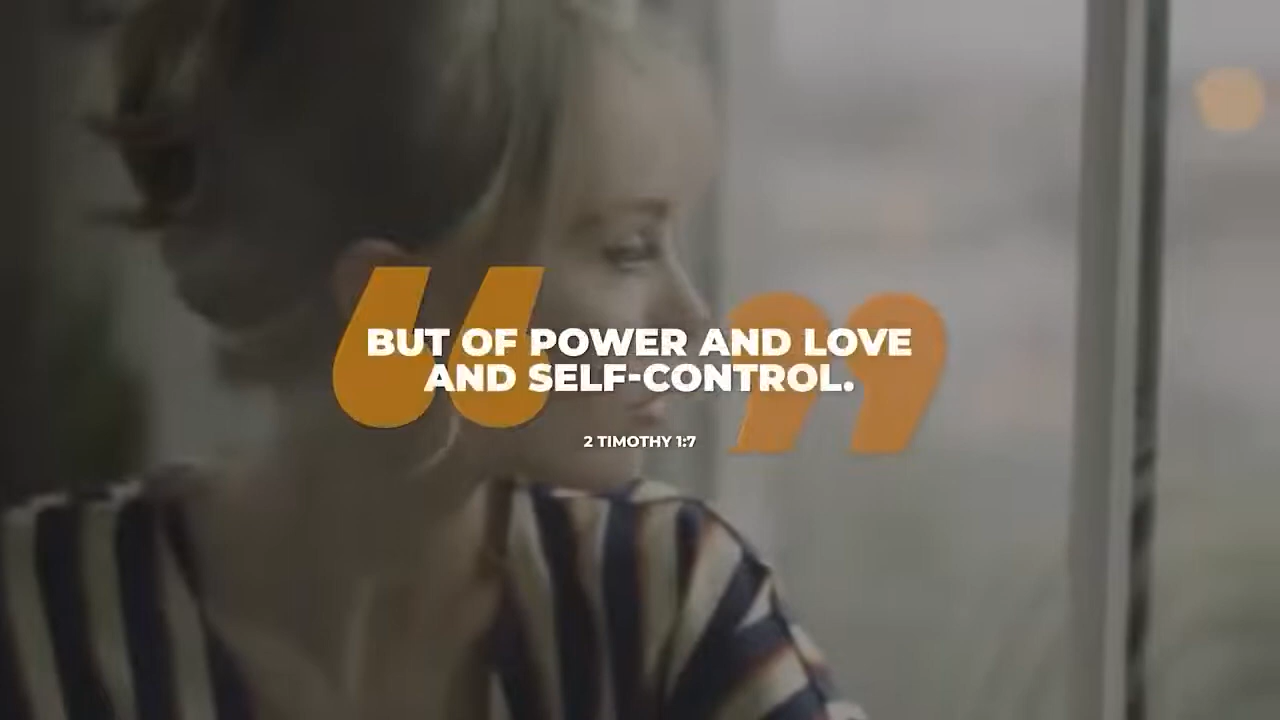 BUT OF POWER AND LOVE
AND SELF-CONTROL.
2 TIMOTHY 1:7